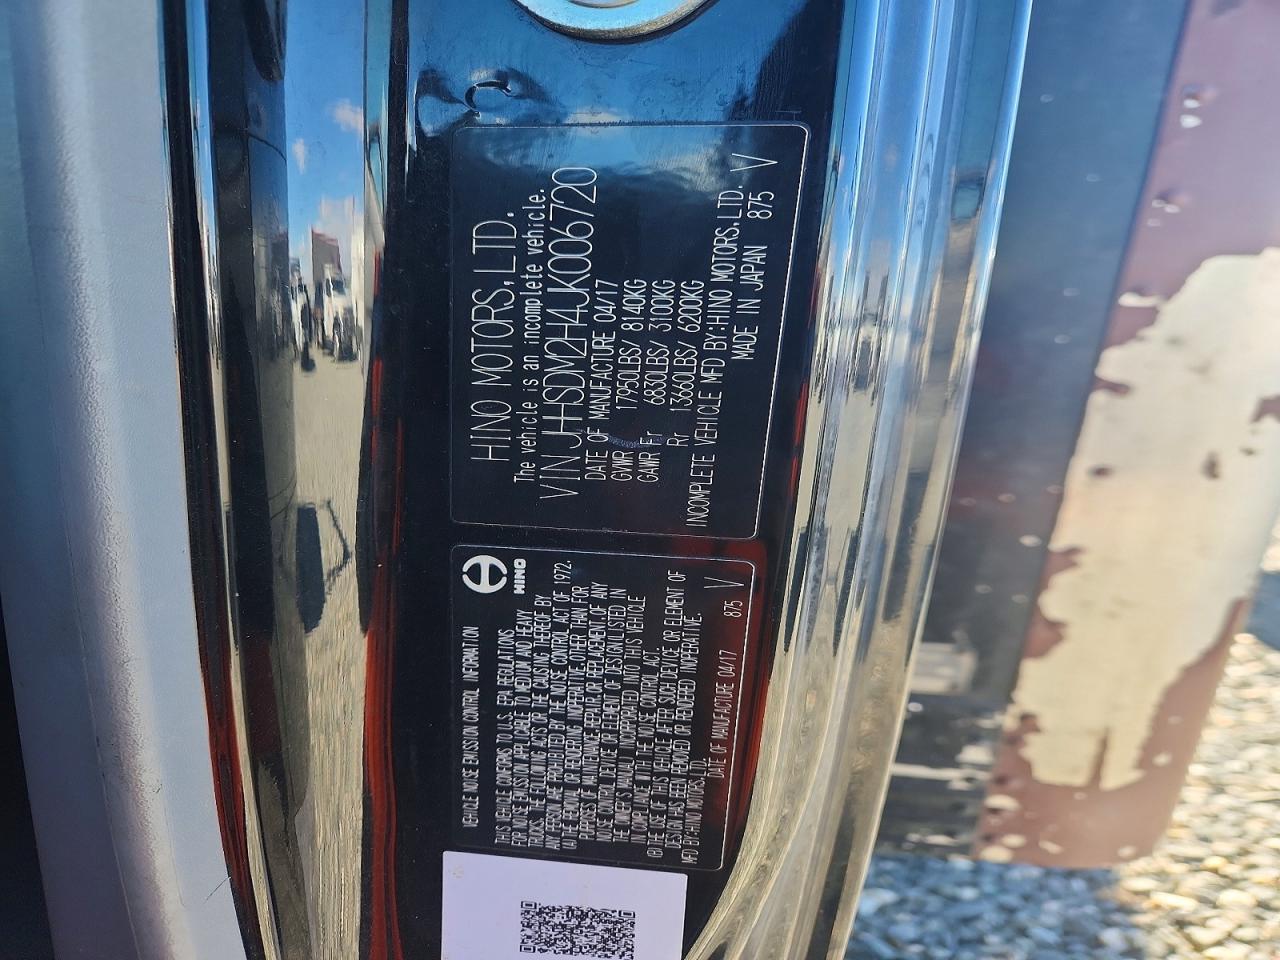 HINO MOTORS,LTD.
The vehicle is an incomplete vehicle.
VIN JHHSDM2H4JK006720
DATE OF MANUFACTURE 04/17
GVWR 17950LBS/ 8140KG
GAWR Fr 6830LBS/ 3100KG
Rr 13660LBS/ 6200KG
INCOMPLETE VEHICLE MFD BY:HINO MOTORS,LTD.
MADE IN JAPAN 875 V
HINO
VEHICLE NOISE EMISSION CONTROL INFORMATION
THIS VEHICLE CONFORMS TO U.S. EPA REGULATIONS
FOR NOISE EMISSION APPLICABLE TO MEDIUM AND HEAVY
TRUCKS. THE FOLLOWING ACTS OR THE CAUSING THEREOF BY
ANY PERSON ARE PROHIBITED BY THE NOISE CONTROL ACT OF 1972.
(A) THE REMOVAL OR RENDERING INOPERATIVE, OTHER THAN FOR
PURPOSES OF MAINTENANCE, REPAIR OR REPLACEMENT, OF ANY
NOISE CONTROL DEVICE OR ELEMENT OF DESIGN (LISTED IN
THE OWNER'S MANUAL) INCORPORATED INTO THIS VEHICLE
IN COMPLIANCE WITH THE NOISE CONTROL ACT.
(B) THE USE OF THIS VEHICLE AFTER SUCH DEVICE OR ELEMENT OF
DESIGN HAS BEEN REMOVED OR RENDERED INOPERATIVE.
MFD BY:HINO MOTORS LTD.
DATE OF MANUFACTURE 04/17 875 V